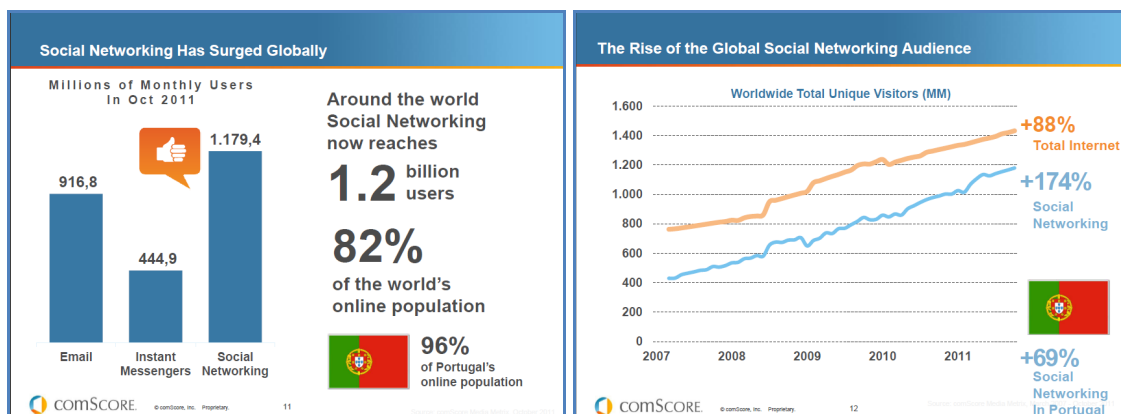 Social Networking Has Surged Globally
Millions of Monthly Users
In Oct 2011
916,8
444,9
1.179,4
Email
Instant
Messengers
Social
Networking
Around the world
Social Networking
now reaches
1.2 billion
users
82%
of the world's
online population
96%
of Portugal's
online population
comScore. © comScore, Inc. Proprietary. 11
The Rise of the Global Social Networking Audience
Worldwide Total Unique Visitors (MM)
1.600
1.400
1.200
1.000
800
600
400
200
0
2007 2008 2009 2010 2011
+88%
Total Internet
+174%
Social
Networking
+69%
Social
Networking
In Portugal
comScore. © comScore, Inc. Proprietary. 12